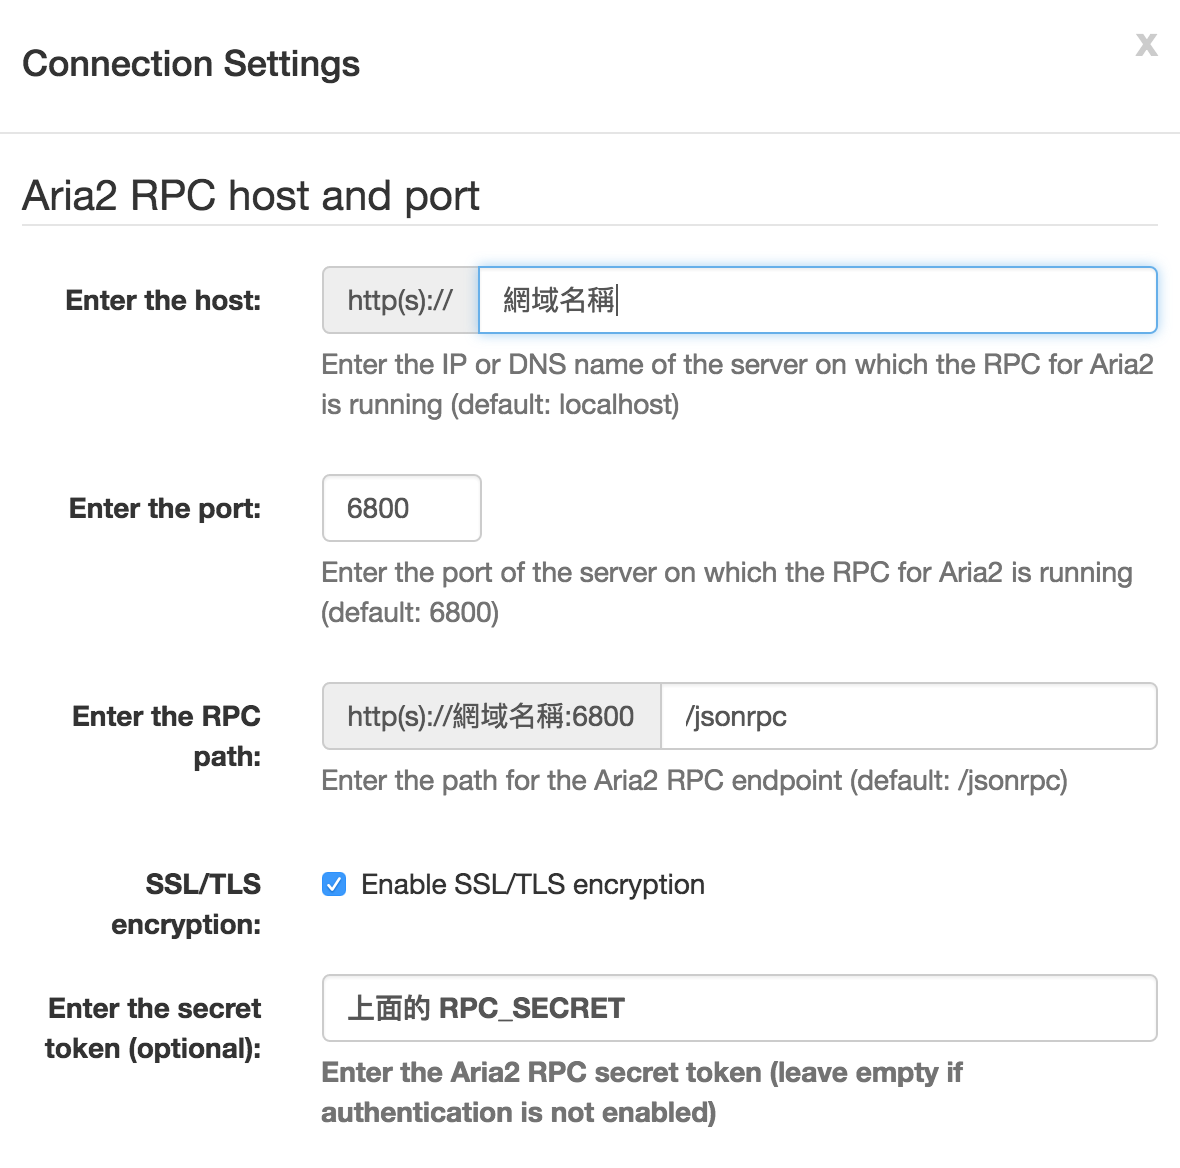 Connection Settings
x
Aria2 RPC host and port
Enter the host:
http(s)://
網域名稱
Enter the IP or DNS name of the server on which the RPC for Aria2
is running (default: localhost)
Enter the port:
6800
Enter the port of the server on which the RPC for Aria2 is running
(default: 6800)
Enter the RPC
path:
http(s)://網域名稱:6800
/jsonrpc
Enter the path for the Aria2 RPC endpoint (default: /jsonrpc)
SSL/TLS
encryption:
Enable SSL/TLS encryption
Enter the secret
token (optional):
上面的 RPC_SECRET
Enter the Aria2 RPC secret token (leave empty if
authentication is not enabled)